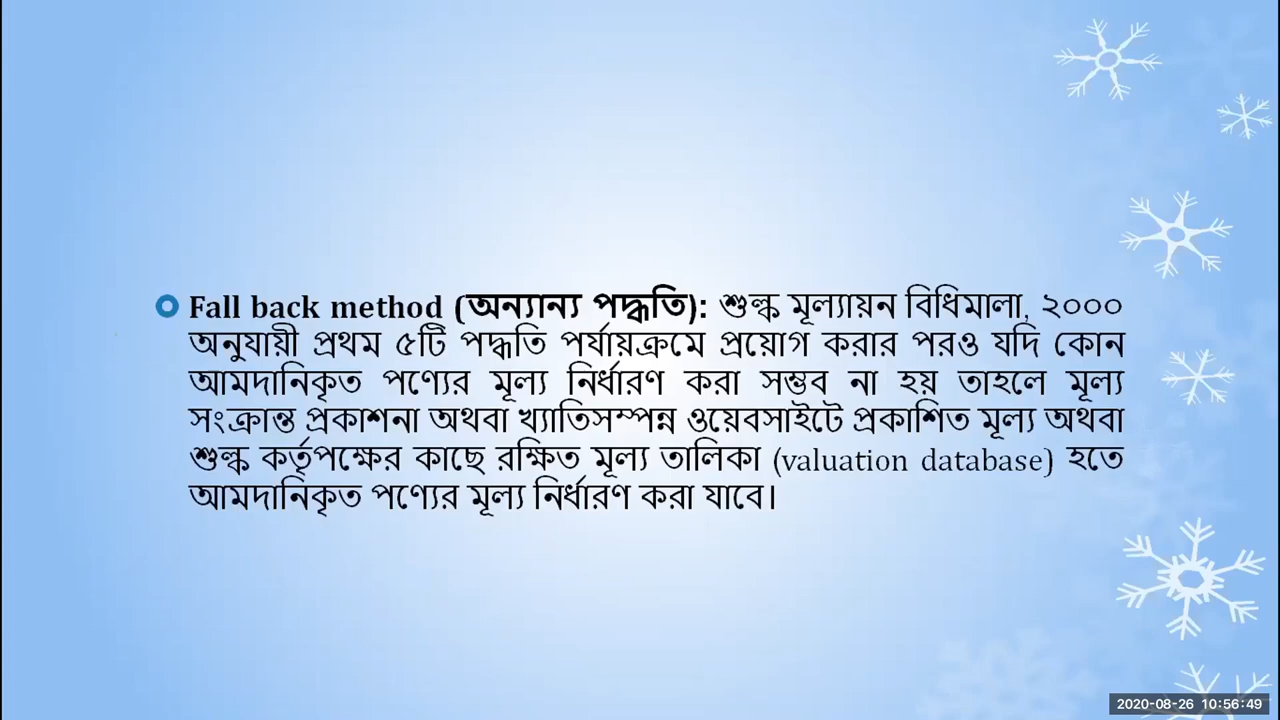 Fall back method (অন্যান্য পদ্ধতি): শুল্ক মূল্যায়ন বিধিমালা, ২০০০
অনুযায়ী প্রথম ৫টি পদ্ধতি পর্যায়ক্রমে প্রয়োগ করার পরও যদি কোন
আমদানিকৃত পণ্যের মূল্য নির্ধারণ করা সম্ভব না হয় তাহলে মূল্য
সংক্রান্ত প্রকাশনা অথবা খ্যাতিসম্পন্ন ওয়েবসাইটে প্রকাশিত মূল্য অথবা
শুল্ক কর্তৃপক্ষের কাছে রক্ষিত মূল্য তালিকা (valuation database) হতে
আমদানিকৃত পণ্যের মূল্য নির্ধারণ করা যাবে।
2020-08-26 10:56:49